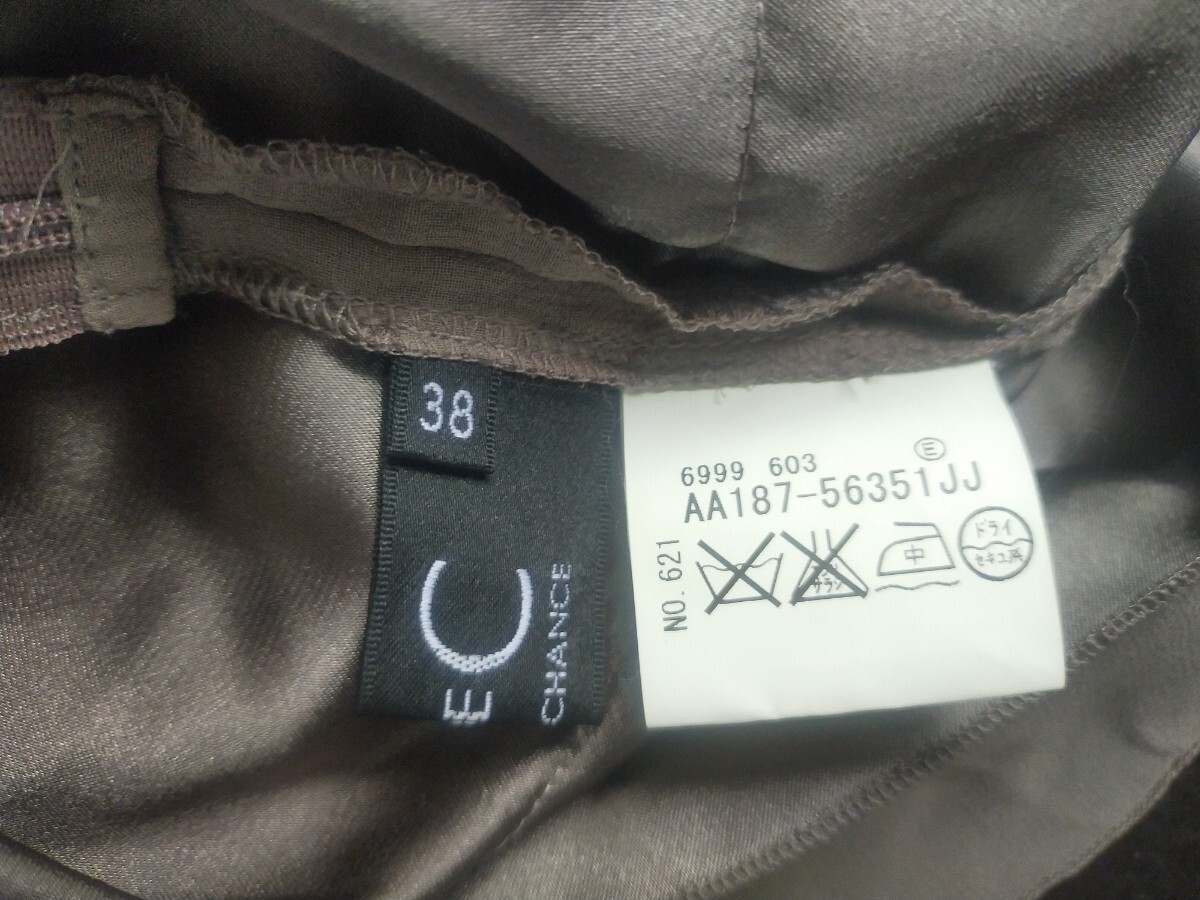 38
EC
CHANCE
E
6999 603
AA187-56351JJ
NO. 621
サラシ
中
ドライ
セキユ系